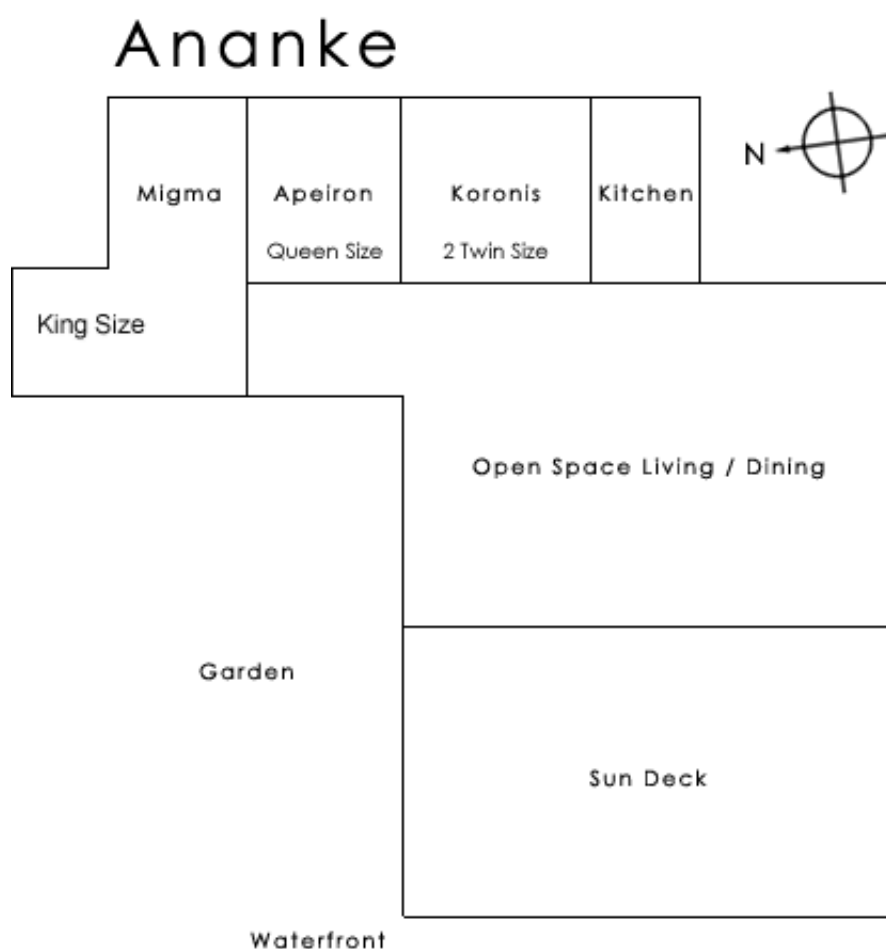 Ananke
N
Migma
Apeiron
Koronis
Kitchen
Queen Size
2 Twin Size
King Size
Open Space Living / Dining
Garden
Sun Deck
Waterfront